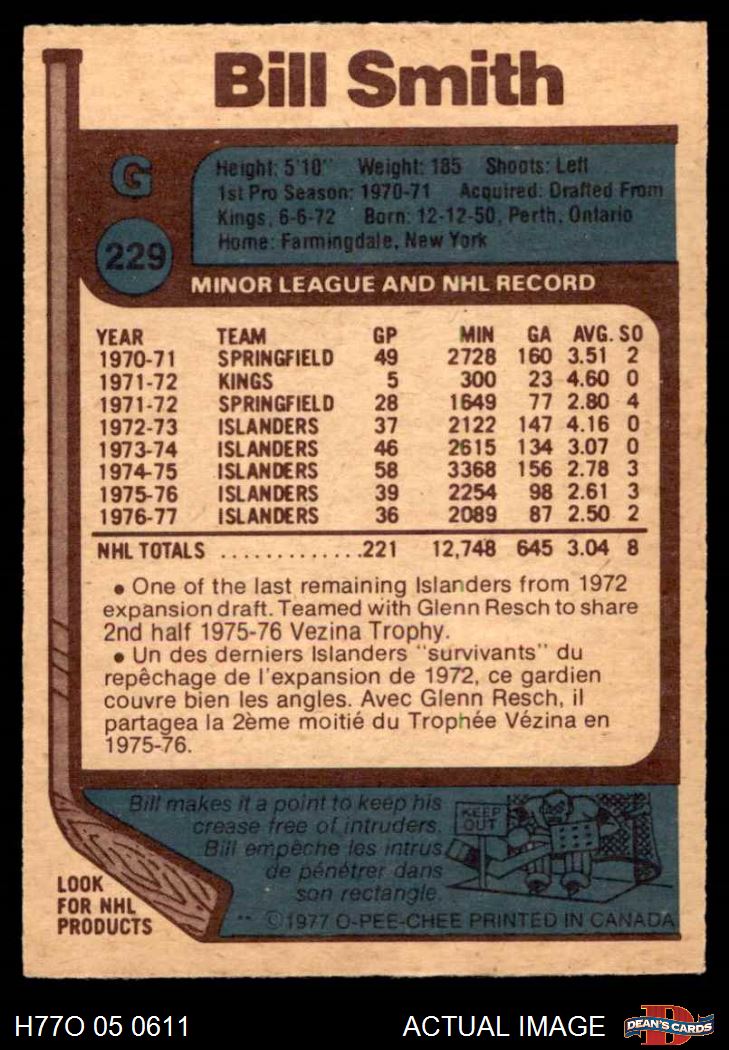 Bill Smith
G
Height: 5'10" Weight: 185 Shoots: Left
1st Pro Season: 1970-71 Acquired: Drafted From
Kings, 6-6-72 Born: 12-12-50, Perth, Ontario
Home: Farmingdale, New York
229
MINOR LEAGUE AND NHL RECORD
YEAR TEAM GP MIN GA AVG. SO
1970-71 SPRINGFIELD 49 2728 160 3.51 2
1971-72 KINGS 5 300 23 4.60 0
1971-72 SPRINGFIELD 28 1649 77 2.80 4
1972-73 ISLANDERS 37 2122 147 4.16 0
1973-74 ISLANDERS 46 2615 134 3.07 0
1974-75 ISLANDERS 58 3368 156 2.78 3
1975-76 ISLANDERS 39 2254 98 2.61 3
1976-77 ISLANDERS 36 2089 87 2.50 2
NHL TOTALS ..............221 12,748 645 3.04 8
• One of the last remaining Islanders from 1972
expansion draft. Teamed with Glenn Resch to share
2nd half 1975-76 Vezina Trophy.
• Un des derniers Islanders "survivants" du
repêchage de l'expansion de 1972, ce gardien
couvre bien les angles. Avec Glenn Resch, il
partagea la 2ème moitié du Trophée Vézina en
1975-76.
Bill makes it a point to keep his
crease free of intruders.
Bill empêche les intrus
de pénétrer dans
son rectangle.
KEEP
OUT
LOOK
FOR NHL
PRODUCTS
** ©1977 O-PEE-CHEE PRINTED IN CANADA
H77O 05 0611
ACTUAL IMAGE
D
DEAN'S CARDS